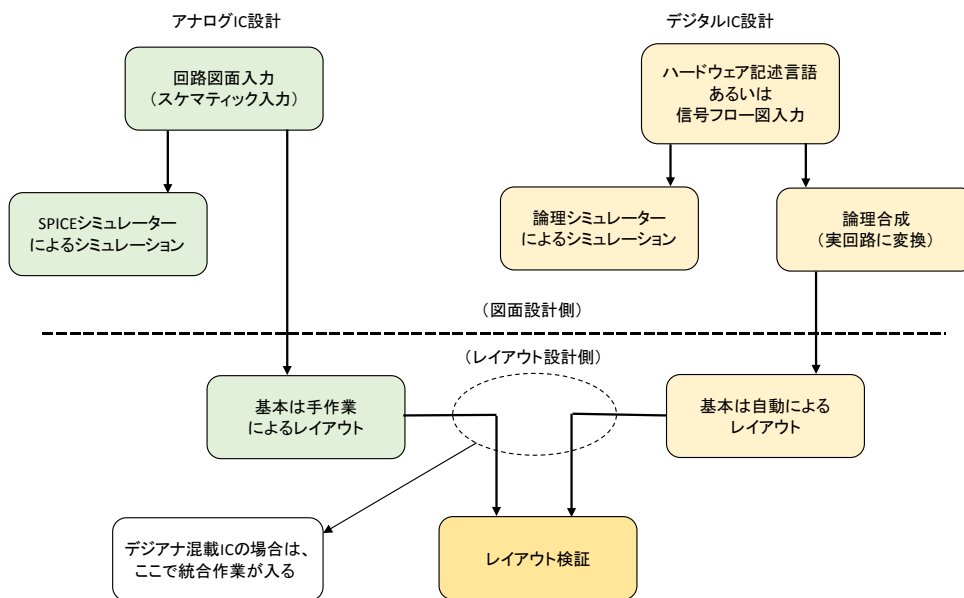 アナログIC設計
デジタルIC設計
回路図面入力
（スケマティック入力）
ハードウェア記述言語
あるいは
信号フロー図入力
SPICEシミュレーター
によるシミュレーション
論理シミュレーター
によるシミュレーション
論理合成
（実回路に変換）
（図面設計側）
（レイアウト設計側）
基本は手作業
によるレイアウト
基本は自動による
レイアウト
デジアナ混載ICの場合は、
ここで統合作業が入る
レイアウト検証